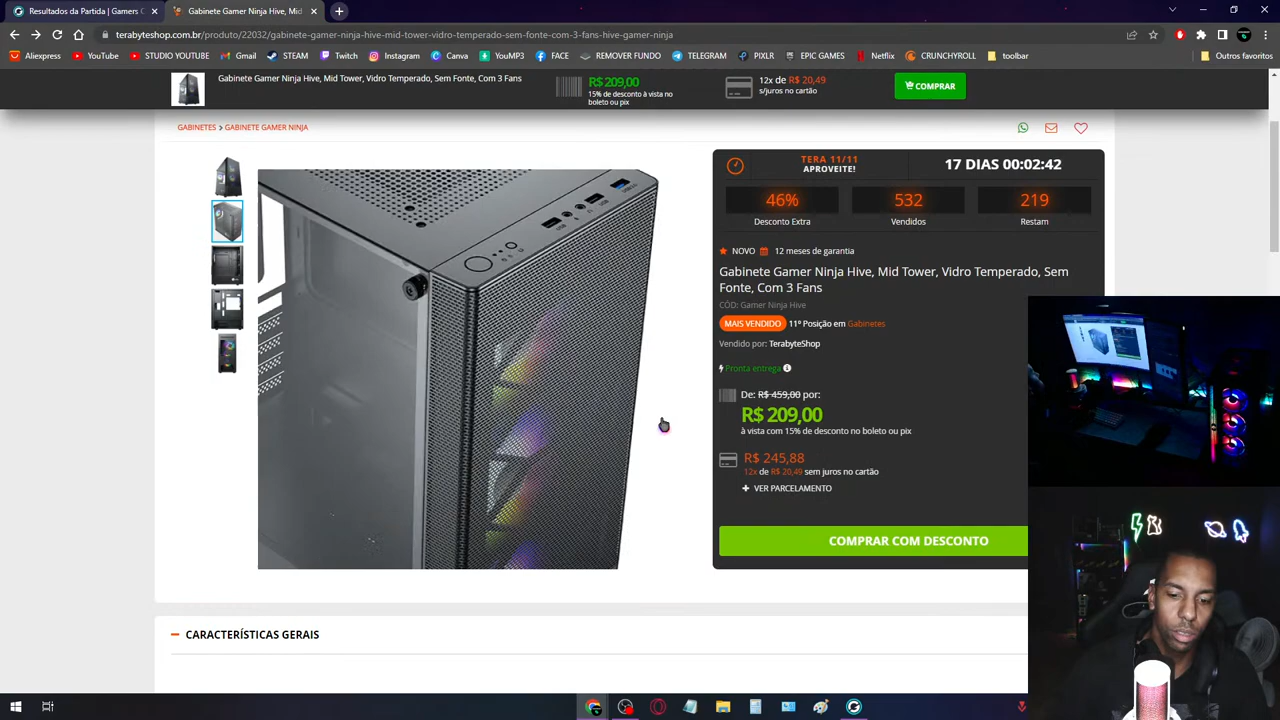 Resultados da Partida | Gamers C
Gabinete Gamer Ninja Hive, Mid
terabyteshop.com.br/produto/22032/gabinete-gamer-ninja-hive-mid-tower-vidro-temperado-sem-fonte-com-3-fans-hive-gamer-ninja
Aliexpress
YouTube
STUDIO YOUTUBE
Gmail
STEAM
Twitch
Instagram
Canva
YouMP3
FACE
REMOVER FUNDO
TELEGRAM
PIXLR
EPIC GAMES
Netflix
CRUNCHYROLL
toolbar
Outros favoritos
Gabinete Gamer Ninja Hive, Mid Tower, Vidro Temperado, Sem Fonte, Com 3 Fans
R$ 209,00
15% de desconto à vista no
boleto ou pix
12x de R$ 20,49
s/juros no cartão
COMPRAR
GABINETES > GABINETE GAMER NINJA
TERA 11/11
APROVEITE!
17 DIAS 00:02:42
46%
Desconto Extra
532
Vendidos
219
Restam
NOVO 12 meses de garantia
Gabinete Gamer Ninja Hive, Mid Tower, Vidro Temperado, Sem
Fonte, Com 3 Fans
CÓD: Gamer Ninja Hive
MAIS VENDIDO 11º Posição em Gabinetes
Vendido por: TerabyteShop
Pronta entrega
De: R$ 459,00 por:
R$ 209,00
à vista com 15% de desconto no boleto ou pix
R$ 245,88
12x de R$ 20,49 sem juros no cartão
+ VER PARCELAMENTO
COMPRAR COM DESCONTO
CARACTERÍSTICAS GERAIS